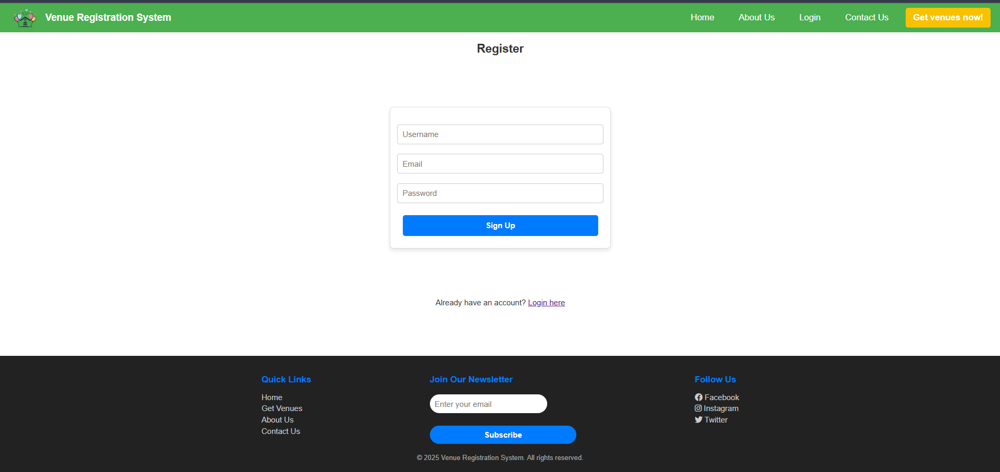 Venue Registration System
Home
About Us
Login
Contact Us
Get venues now!
Register
Username
Email
Password
Sign Up
Already have an account? Login here
Quick Links
Home
Get Venues
About Us
Contact Us
Join Our Newsletter
Enter your email
Subscribe
Follow Us
Facebook
Instagram
Twitter
© 2025 Venue Registration System. All rights reserved.